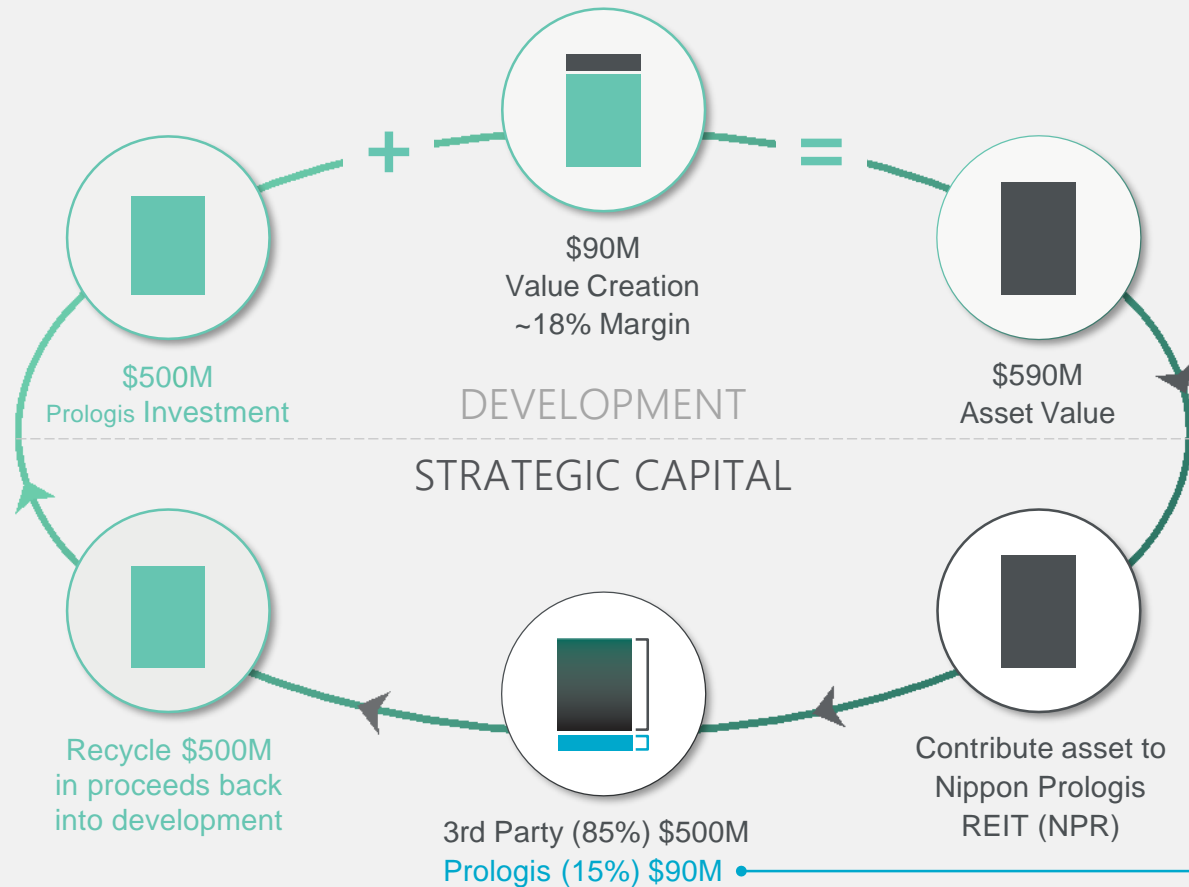 +
=
$90M
Value Creation
~18% Margin
$500M
Prologis Investment
$590M
Asset Value
DEVELOPMENT
STRATEGIC CAPITAL
Recycle $500M
in proceeds back
into development
3rd Party (85%) $500M
Prologis (15%) $90M
Contribute asset to
Nippon Prologis
REIT (NPR)